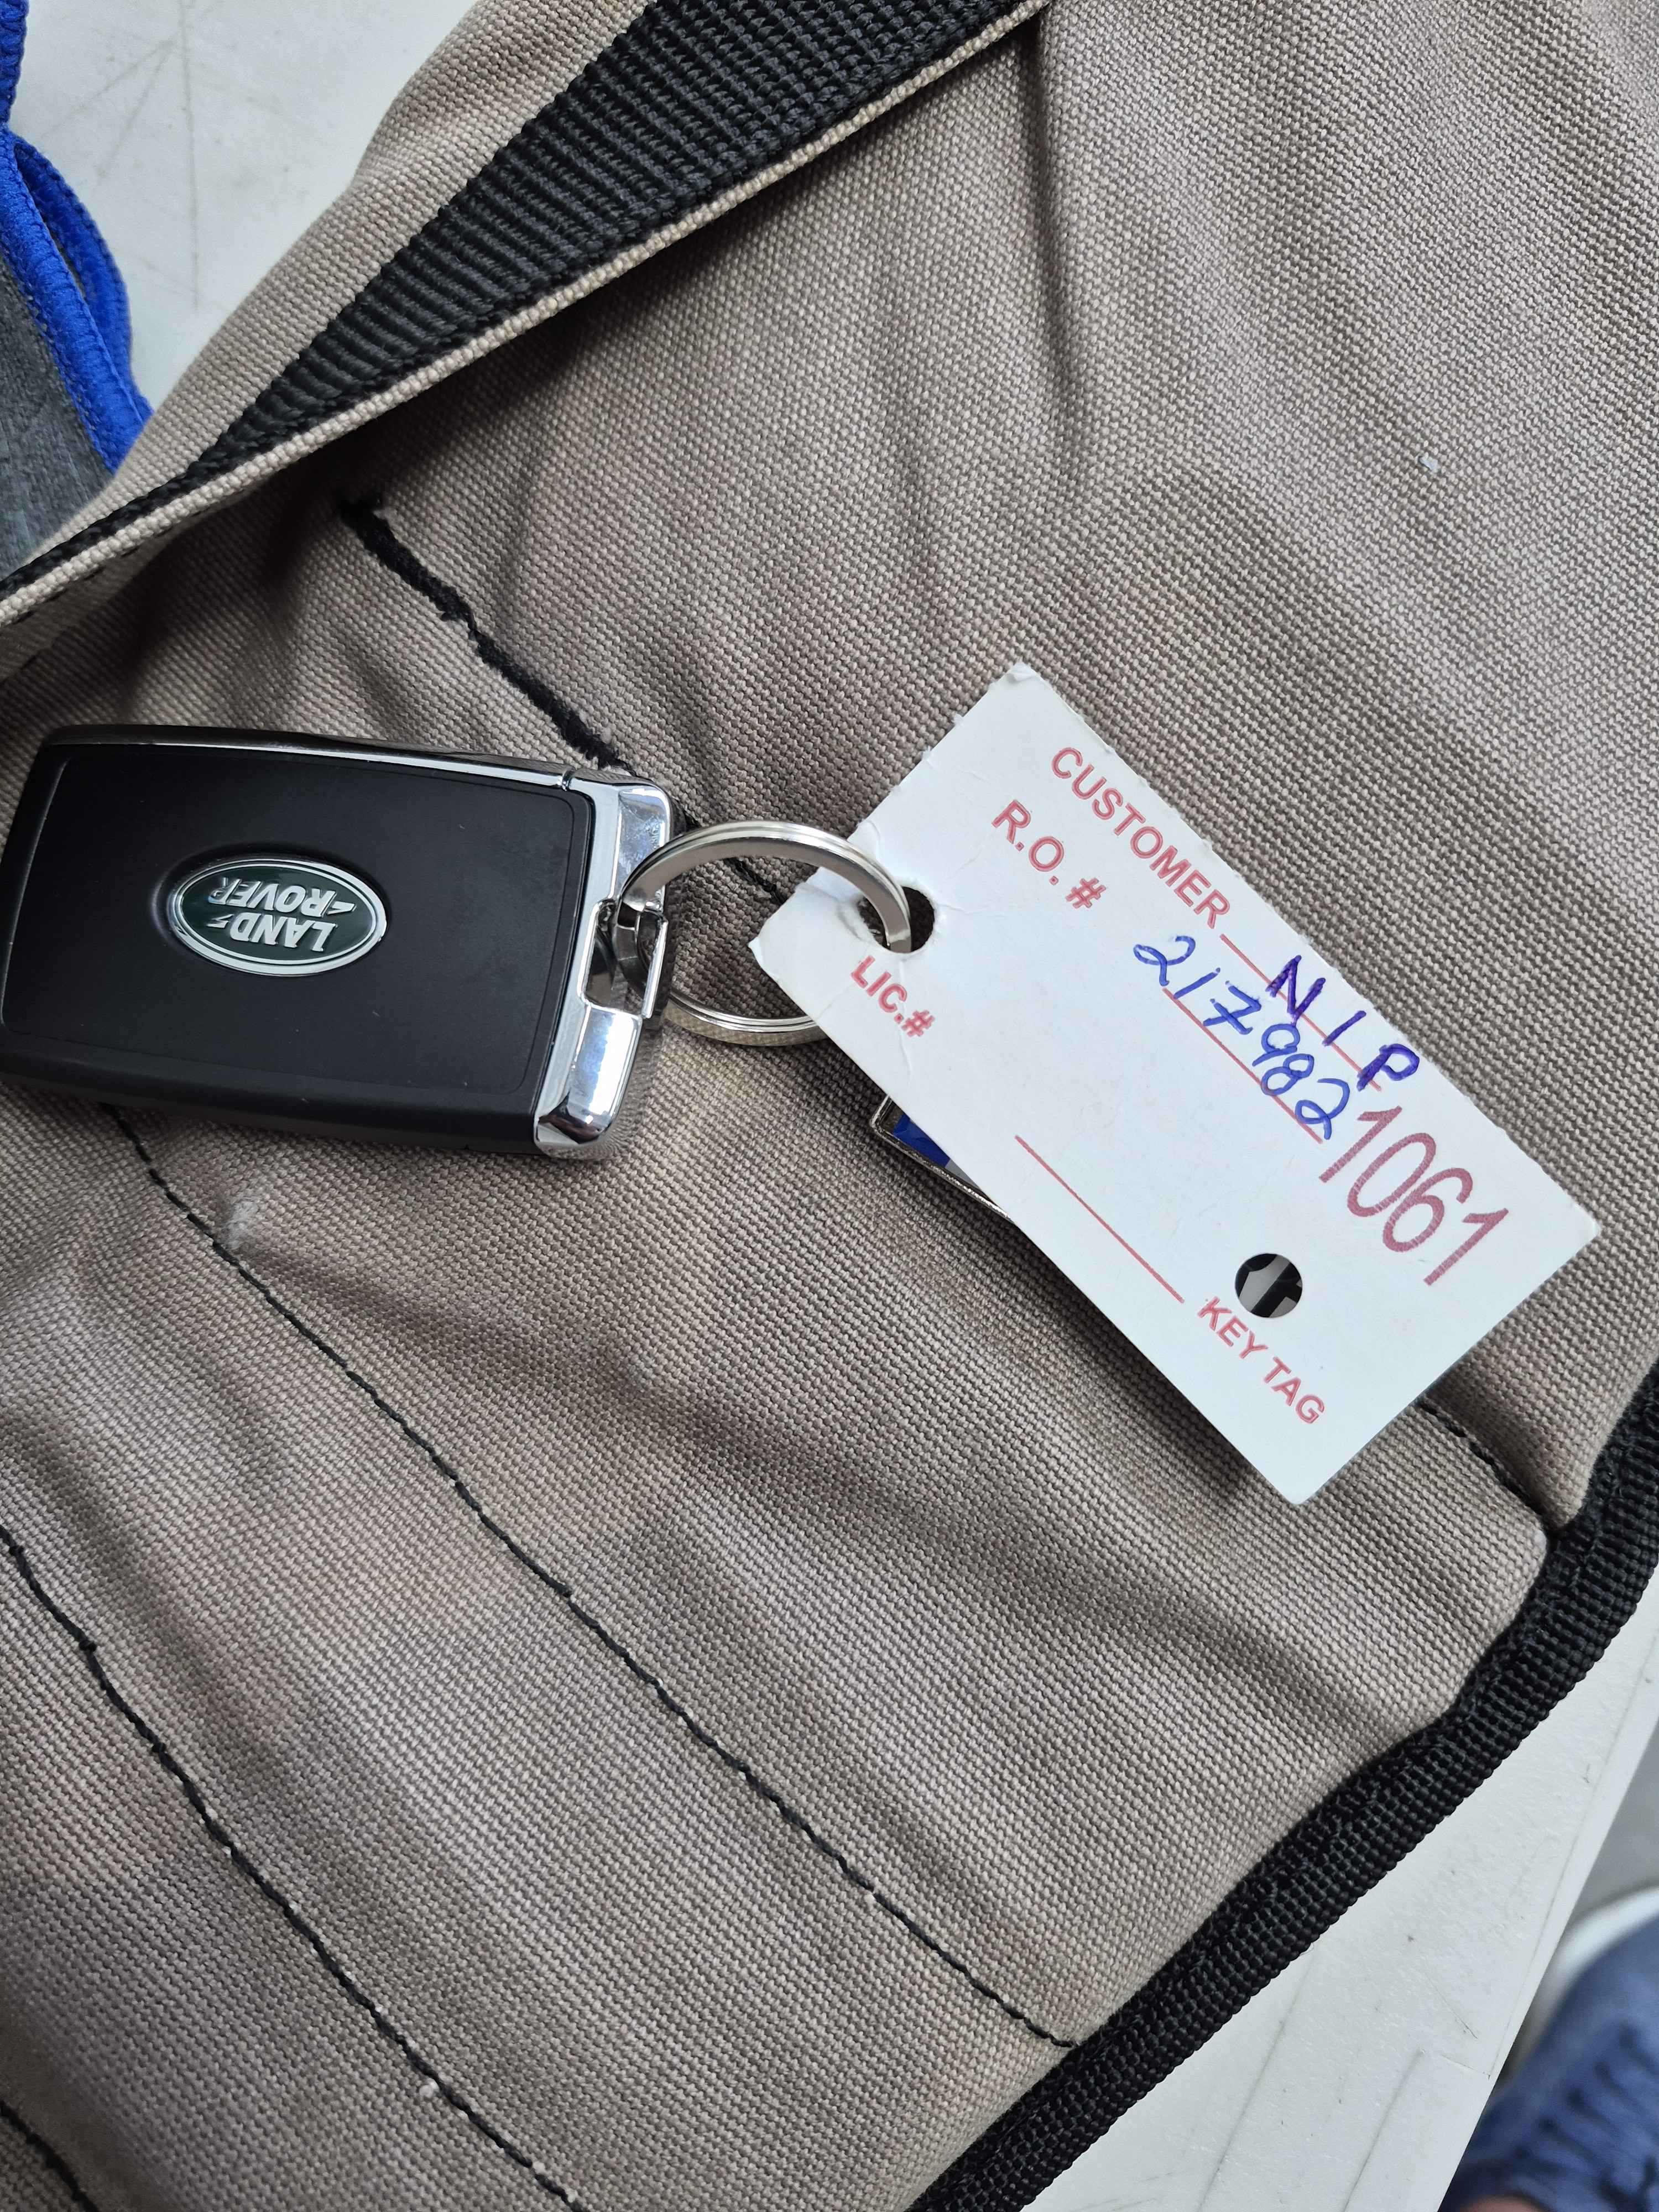 LAND-
-ROVER
CUSTOMER NIP
R.O. # 217982
LIC.#
1061
KEY TAG